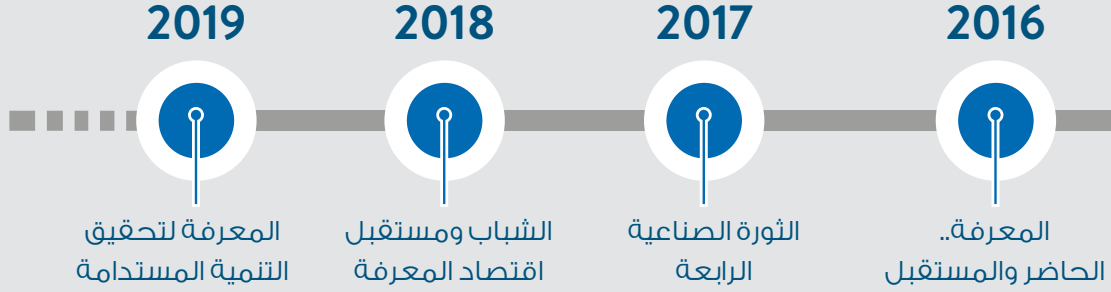 2016
المعرفة..
الحاضر والمستقبل
2017
الثورة الصناعية
الرابعة
2018
الشباب ومستقبل
اقتصاد المعرفة
2019
المعرفة لتحقيق
التنمية المستدامة